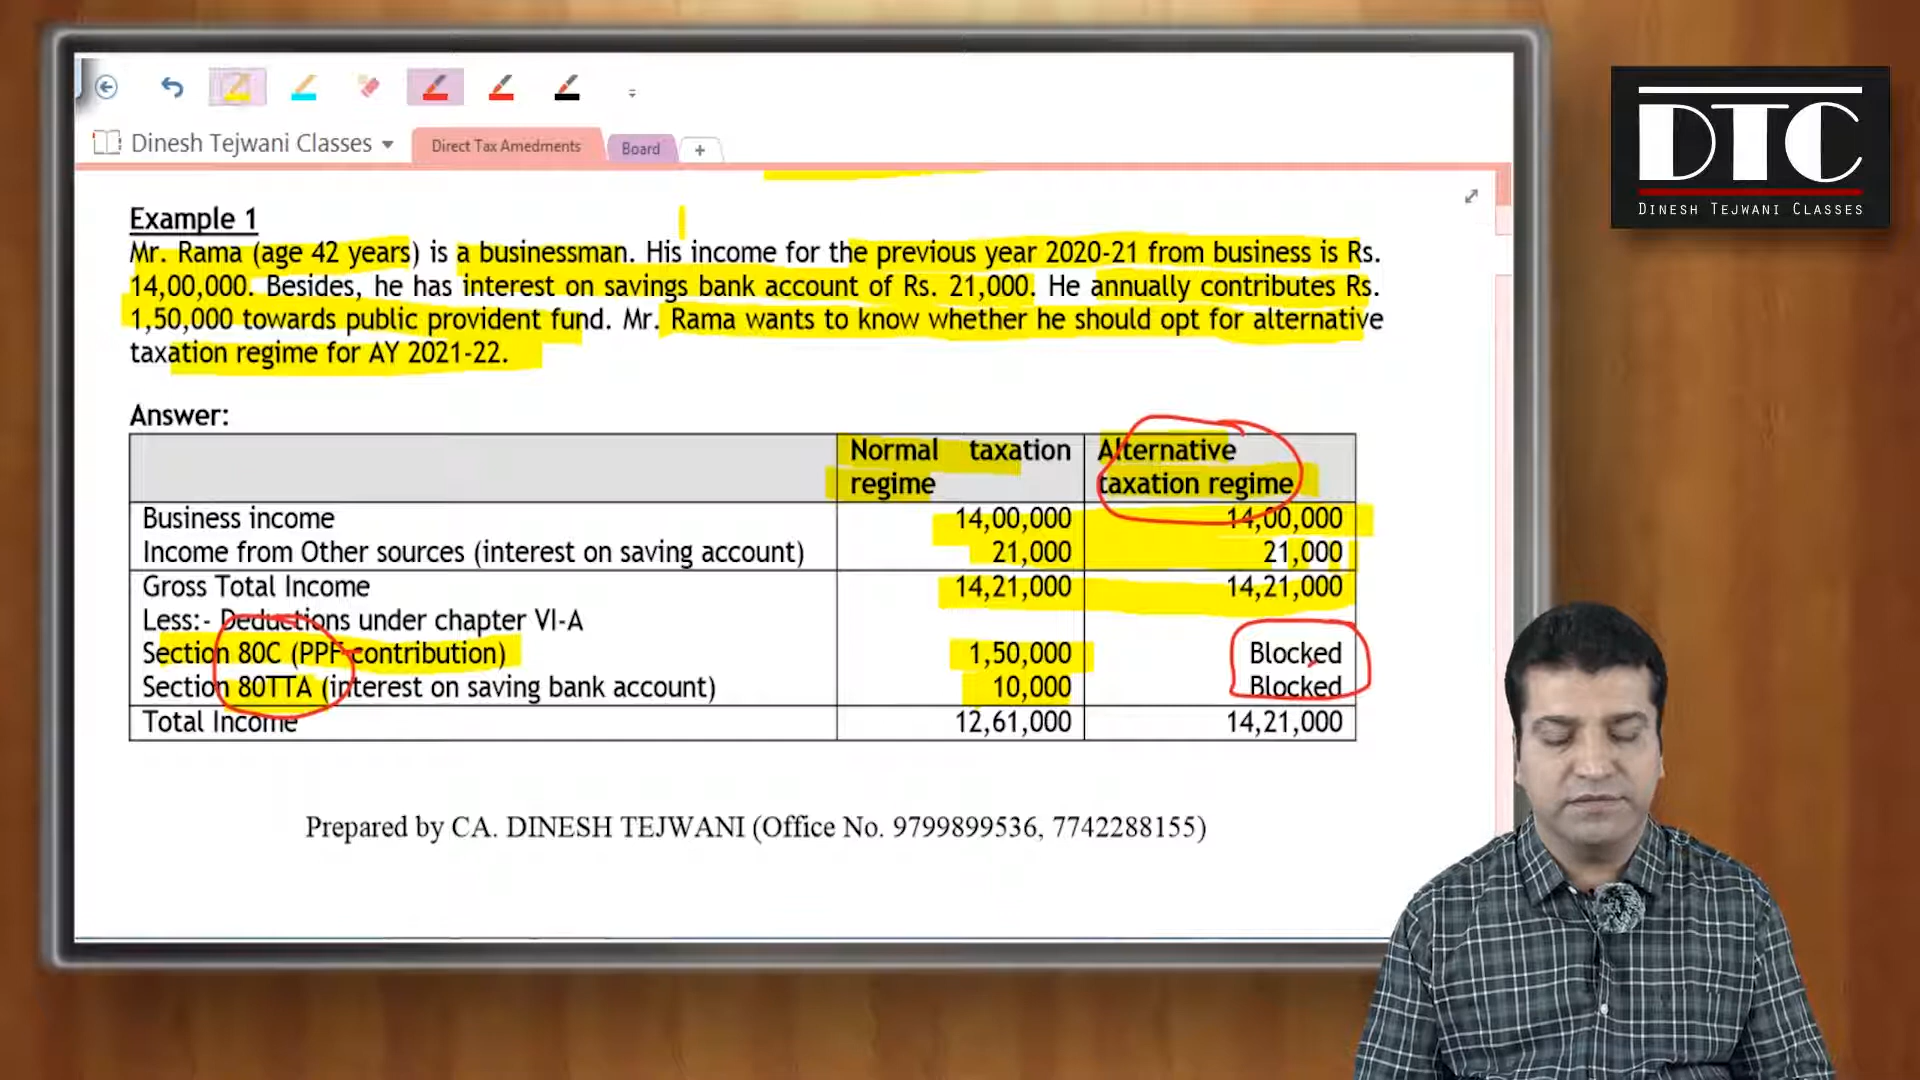 DTC
DINESH TEJWANI CLASSES
Dinesh Tejwani Classes
Direct Tax Amedments
Board
+
Example 1
Mr. Rama (age 42 years) is a businessman. His income for the previous year 2020-21 from business is Rs.
14,00,000. Besides, he has interest on savings bank account of Rs. 21,000. He annually contributes Rs.
1,50,000 towards public provident fund. Mr. Rama wants to know whether he should opt for alternative
taxation regime for AY 2021-22.
Answer:
Normal taxation regime
Alternative taxation regime
Business income 14,00,000 14,00,000
Income from Other sources (interest on saving account) 21,000 21,000
Gross Total Income 14,21,000 14,21,000
Less:- Deductions under chapter VI-A
Section 80C (PPF contribution) 1,50,000 Blocked
Section 80TTA (interest on saving bank account) 10,000 Blocked
Total Income 12,61,000 14,21,000
Prepared by CA. DINESH TEJWANI (Office No. 9799899536, 7742288155)